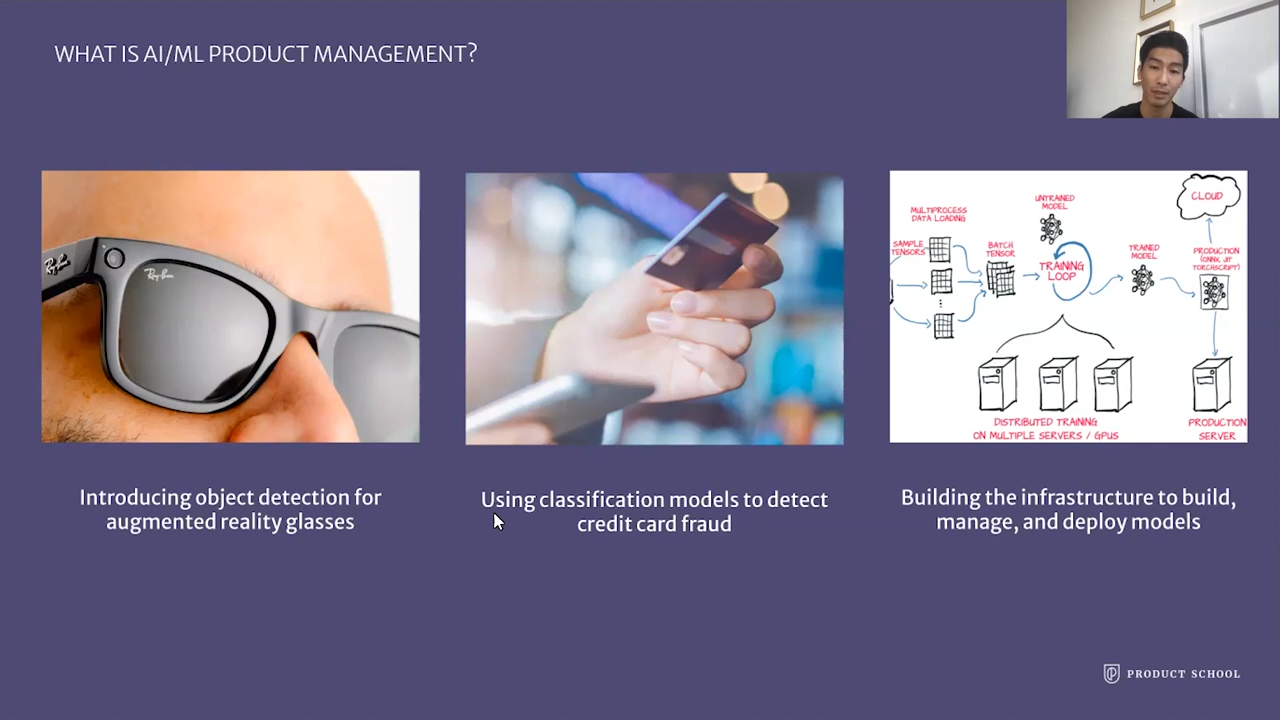 WHAT IS AI/ML PRODUCT MANAGEMENT?
Ray-Ban
Ray-Ban
MULTIPROCESS
DATA LOADING
UNTRAINED
MODEL
CLOUD
SAMPLE
TENSORS
BATCH
TENSOR
TRAINING
LOOP
TRAINED
MODEL
PRODUCTION
(ONNX, JIT
TORCHSCRIPT)
DISTRIBUTED TRAINING
ON MULTIPLE SERVERS / GPUS
PRODUCTION
SERVER
Introducing object detection for
augmented reality glasses
Using classification models to detect
credit card fraud
Building the infrastructure to build,
manage, and deploy models
PRODUCT SCHOOL